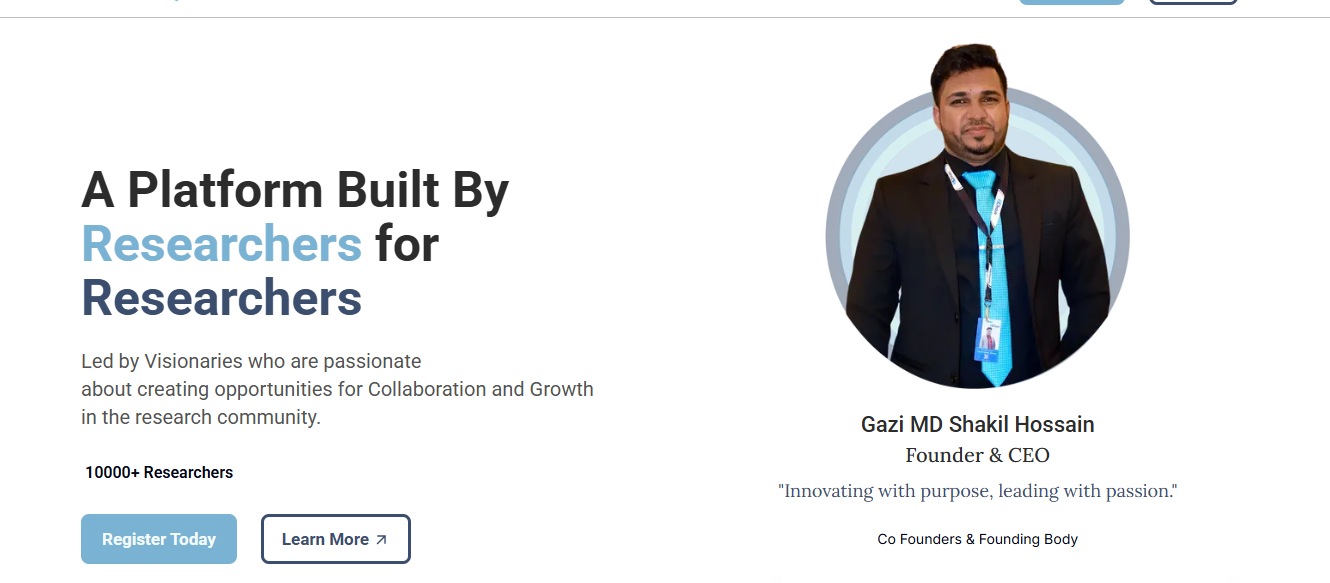 A Platform Built By
Researchers for
Researchers
Led by Visionaries who are passionate
about creating opportunities for Collaboration and Growth
in the research community.
10000+ Researchers
Register Today
Learn More
Gazi MD Shakil Hossain
Founder & CEO
"Innovating with purpose, leading with passion."
Co Founders & Founding Body